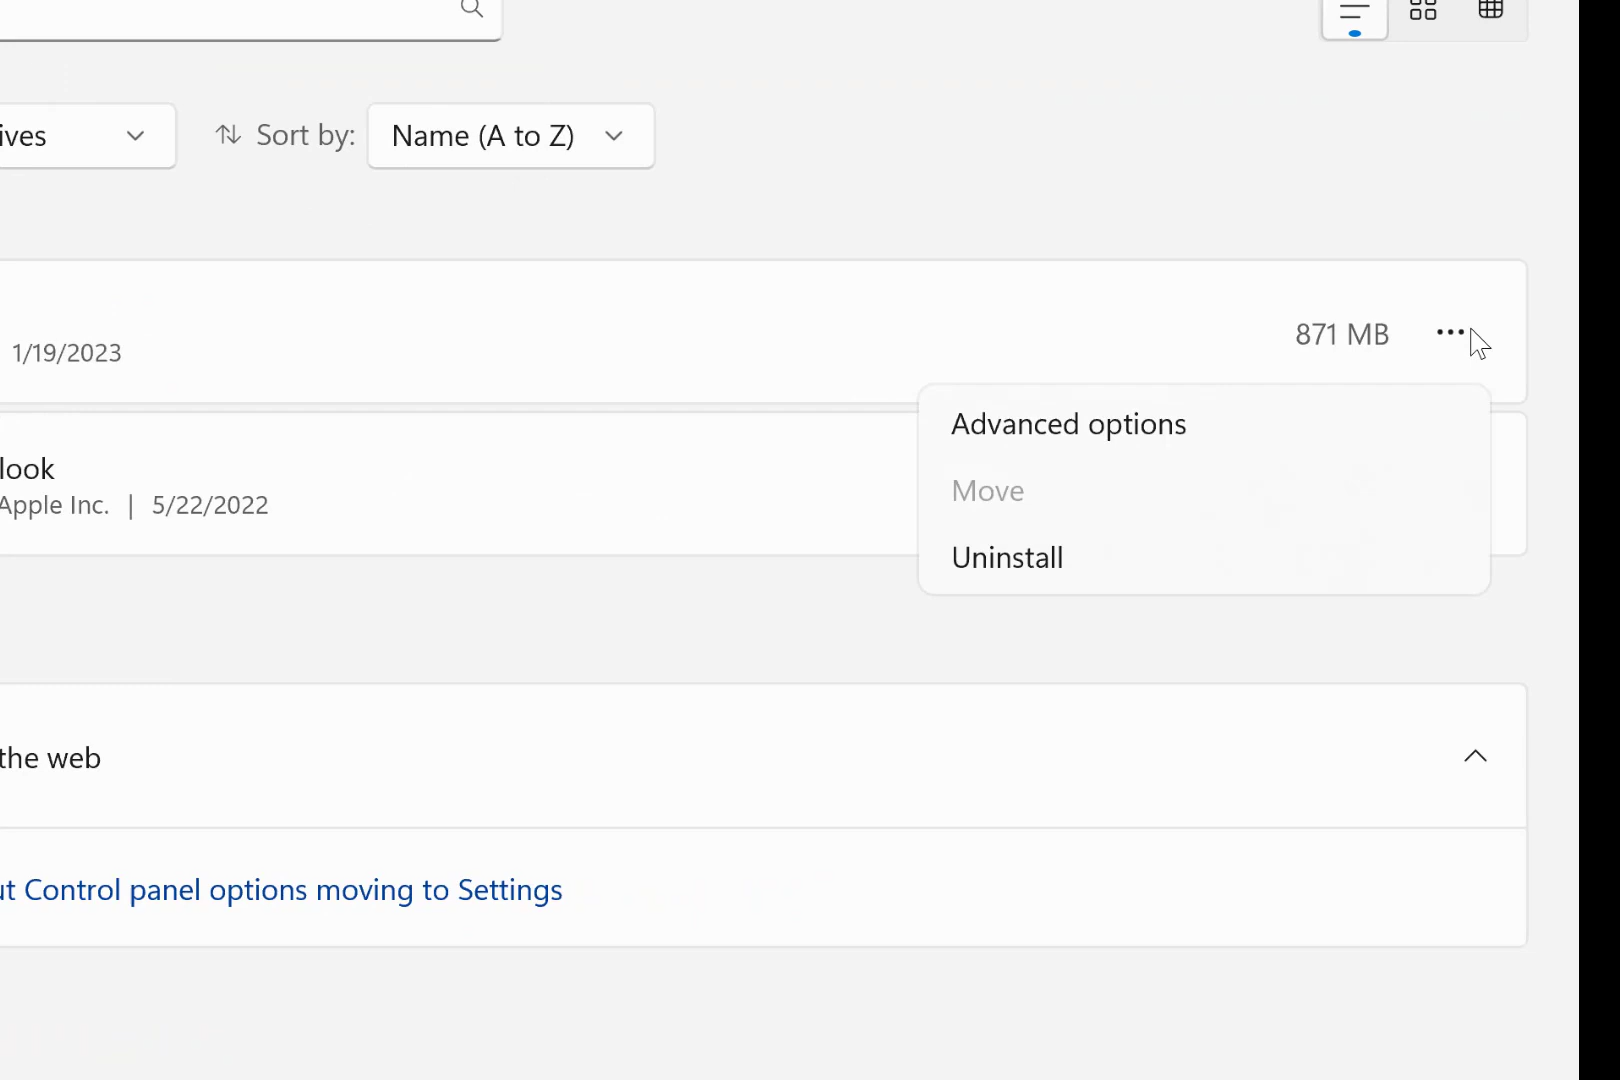 ives
Sort by:
Name (A to Z)
871 MB
1/19/2023
Advanced options
look
Move
Apple Inc. | 5/22/2022
Uninstall
the web
ut Control panel options moving to Settings